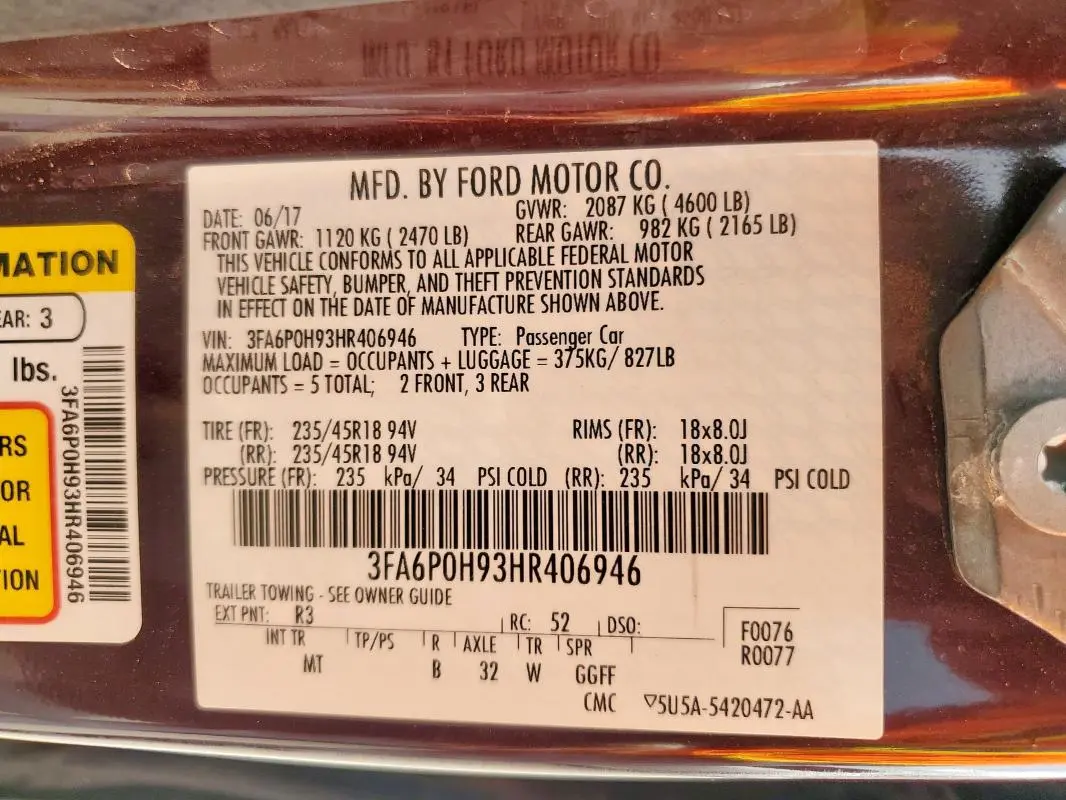 MFD. BY FORD MOTOR CO.
DATE: 06/17
GVWR: 2087 KG ( 4600 LB)
FRONT GAWR: 1120 KG ( 2470 LB)
REAR GAWR: 982 KG ( 2165 LB)
THIS VEHICLE CONFORMS TO ALL APPLICABLE FEDERAL MOTOR
VEHICLE SAFETY, BUMPER, AND THEFT PREVENTION STANDARDS
IN EFFECT ON THE DATE OF MANUFACTURE SHOWN ABOVE.
VIN: 3FA6P0H93HR406946 TYPE: Passenger Car
MAXIMUM LOAD = OCCUPANTS + LUGGAGE = 375KG/ 827LB
OCCUPANTS = 5 TOTAL; 2 FRONT, 3 REAR
TIRE (FR): 235/45R18 94V RIMS (FR): 18x8.0J
(RR): 235/45R18 94V (RR): 18x8.0J
PRESSURE (FR): 235 kPa/ 34 PSI COLD (RR): 235 kPa/ 34 PSI COLD
3FA6P0H93HR406946
TRAILER TOWING - SEE OWNER GUIDE
EXT PNT: R3 RC: 52 DSO:
INT TR TP/PS R AXLE TR SPR
MT B 32 W GGFF
F0076
R0077
CMC ▽5U5A-5420472-AA
MATION
EAR: 3
lbs.
3FA6P0H93HR406946
RS
OR
AL
ION